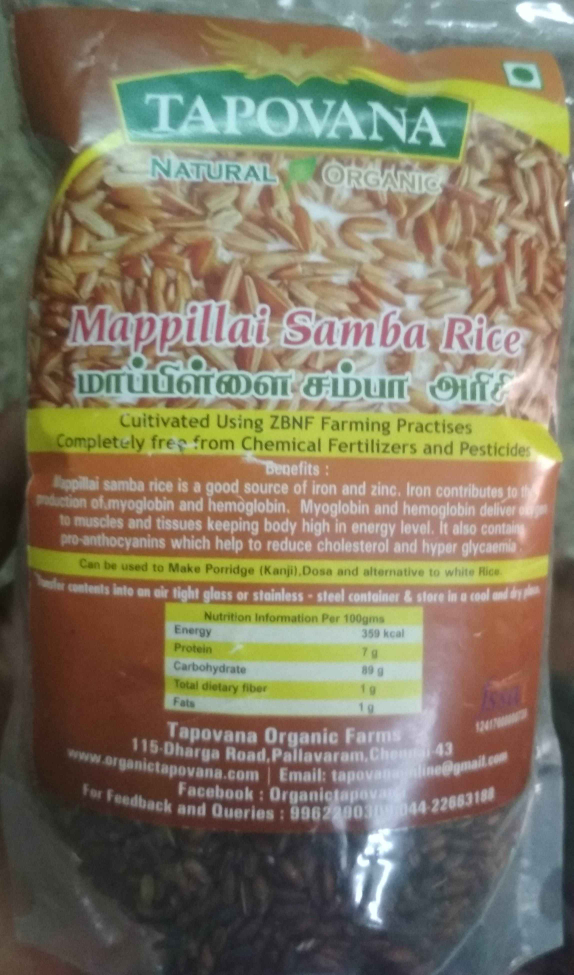 TAPOVANA
NATURAL ORGANIC
Mappillai Samba Rice
மாப்பிள்ளை சம்பா அரிசி
Cultivated Using ZBNF Farming Practises
Completely free from Chemical Fertilizers and Pesticides
Benefits :
Mappillai samba rice is a good source of iron and zinc. Iron contributes to the
production of myoglobin and hemoglobin. Myoglobin and hemoglobin deliver oxygen
to muscles and tissues keeping body high in energy level. It also contains
pro-anthocyanins which help to reduce cholesterol and hyper glycaemia.
Can be used to Make Porridge (Kanji),Dosa and alternative to white Rice.
Transfer contents into an air tight glass or stainless - steel container & store in a cool and dry place.
Nutrition Information Per 100gms
Energy 359 kcal
Protein 7 g
Carbohydrate 89 g
Total dietary fiber 1 g
Fats 1 g
fssai
Tapovana Organic Farms
115-Dharga Road,Pallavaram,Chennai-43
www.organictapovana.com | Email: tapovanaonline@gmail.com
Facebook : Organictapovana
For Feedback and Queries : 044-22663188